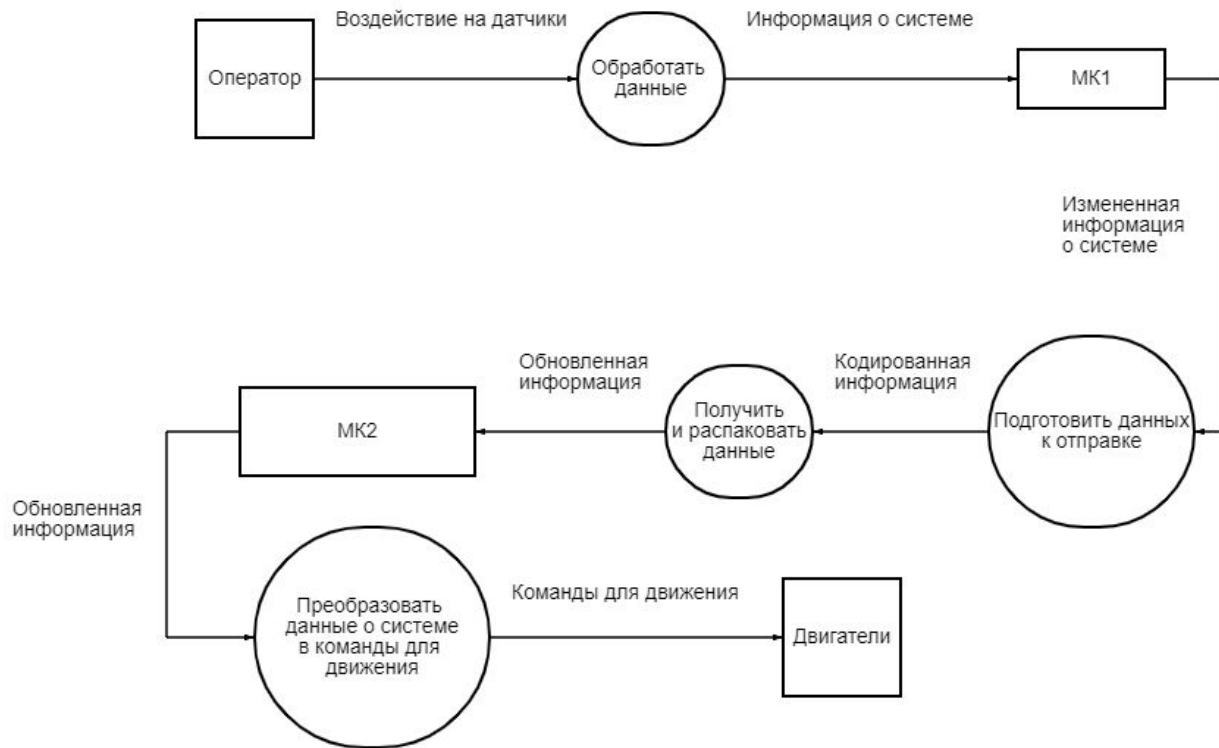 Воздействие на датчики
Информация о системе
Оператор
Обработать
данные
МК1
Измененная
информация
о системе
Обновленная
информация
Кодированная
информация
МК2
Получить
и распаковать
данные
Подготовить данных
к отправке
Обновленная
информация
Преобразовать
данные о системе
в команды для
движения
Команды для движения
Двигатели